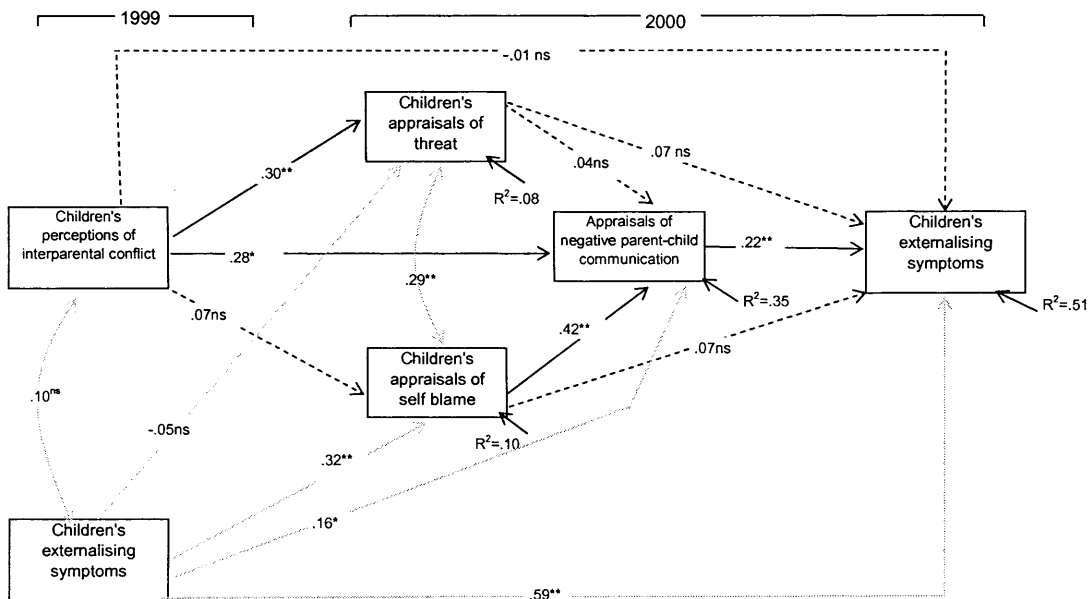 1999
2000
-.01 ns
Children's
appraisals of
threat
.30**
.04ns
.07 ns
R²=.08
Children's
perceptions of
interparental conflict
.28*
Appraisals of
negative parent-child
communication
.22**
Children's
externalising
symptoms
.29**
R²=.35
R²=.51
.07ns
.42**
.07ns
Children's
appraisals of
self blame
.10ns
-.05ns
R²=.10
.32**
.16*
Children's
externalising
symptoms
.59**